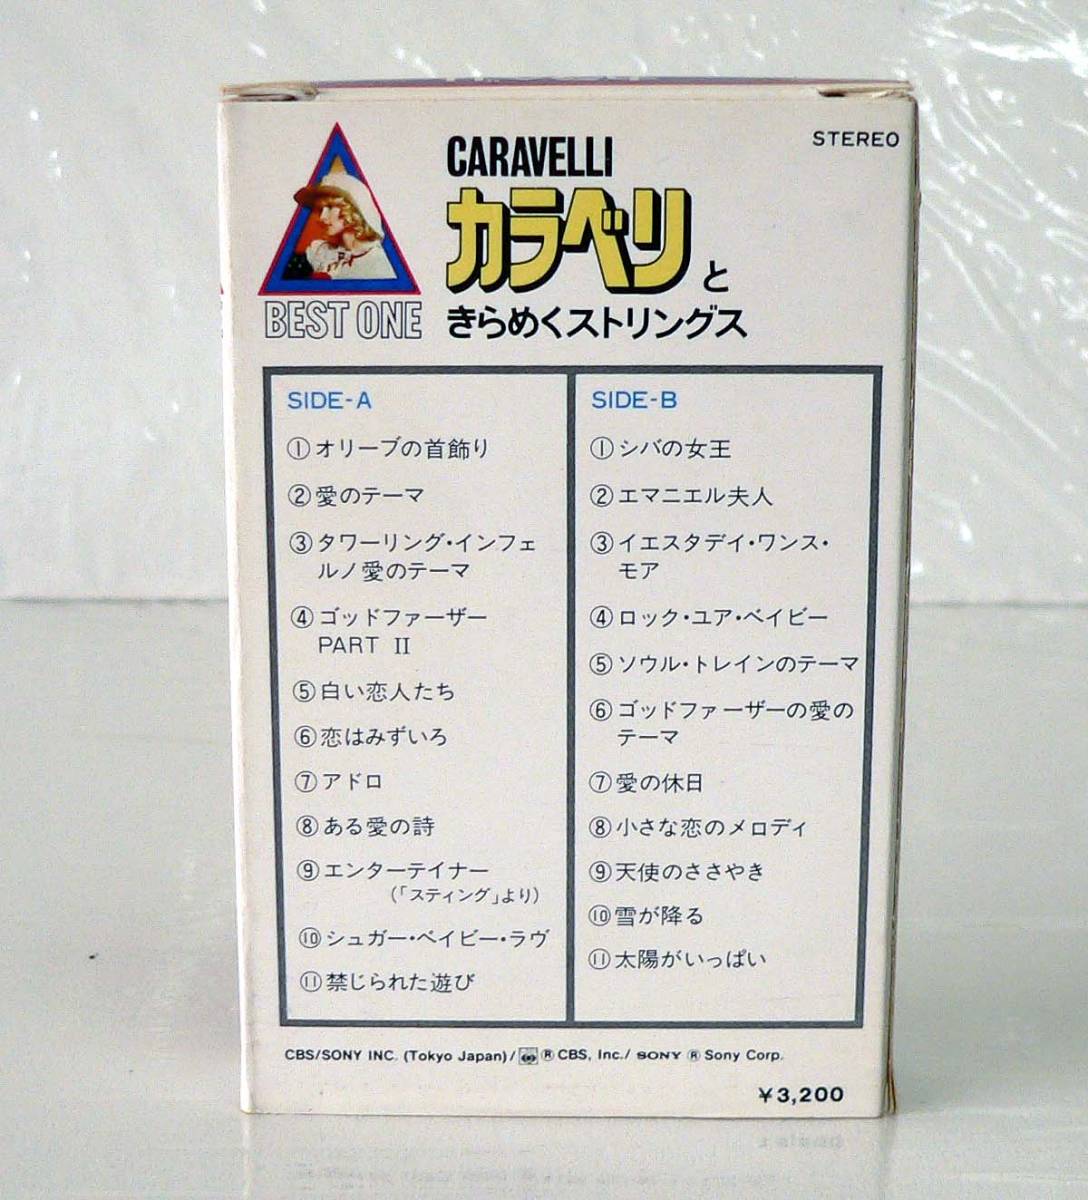 STEREO
CARAVELLI
カラベリと
きらめくストリングス
BEST ONE
SIDE-A
①オリーブの首飾り
②愛のテーマ
③タワーリング・インフェ
ルノ愛のテーマ
④ゴッドファーザー
PART II
⑤白い恋人たち
⑥恋はみずいろ
⑦アドロ
⑧ある愛の詩
⑨エンターテイナー
(「スティング」より)
⑩シュガー・ベイビー・ラヴ
⑪禁じられた遊び
SIDE-B
①シバの女王
②エマニエル夫人
③イエスタデイ・ワンス・
モア
④ロック・ユア・ベイビー
⑤ソウル・トレインのテーマ
⑥ゴッドファーザーの愛の
テーマ
⑦愛の休日
⑧小さな恋のメロディ
⑨天使のささやき
⑩雪が降る
⑪太陽がいっぱい
CBS/SONY INC. (Tokyo Japan)/ ® CBS, Inc./ SONY ® Sony Corp.
¥3,200